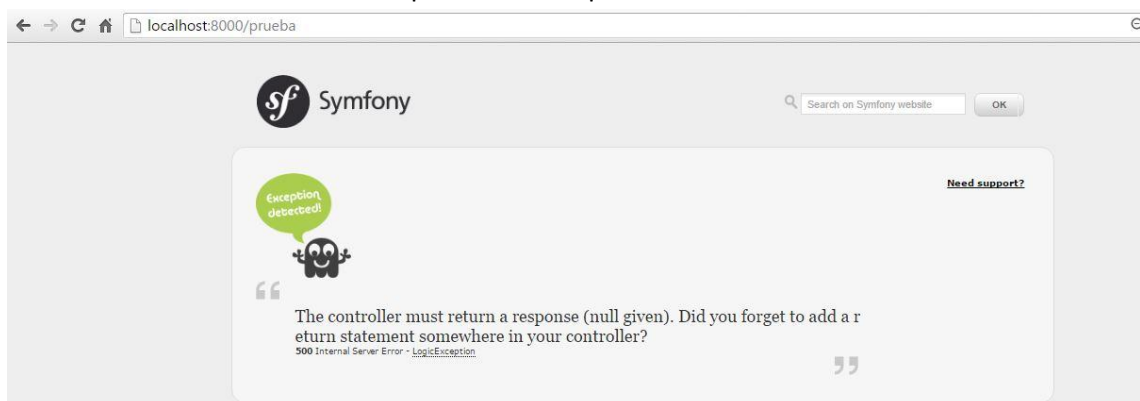 localhost:8000/prueba
Symfony
Search on Symfony website
OK
Need support?
Exception
detected!
The controller must return a response (null given). Did you forget to add a r
eturn statement somewhere in your controller?
500 Internal Server Error - LogicException